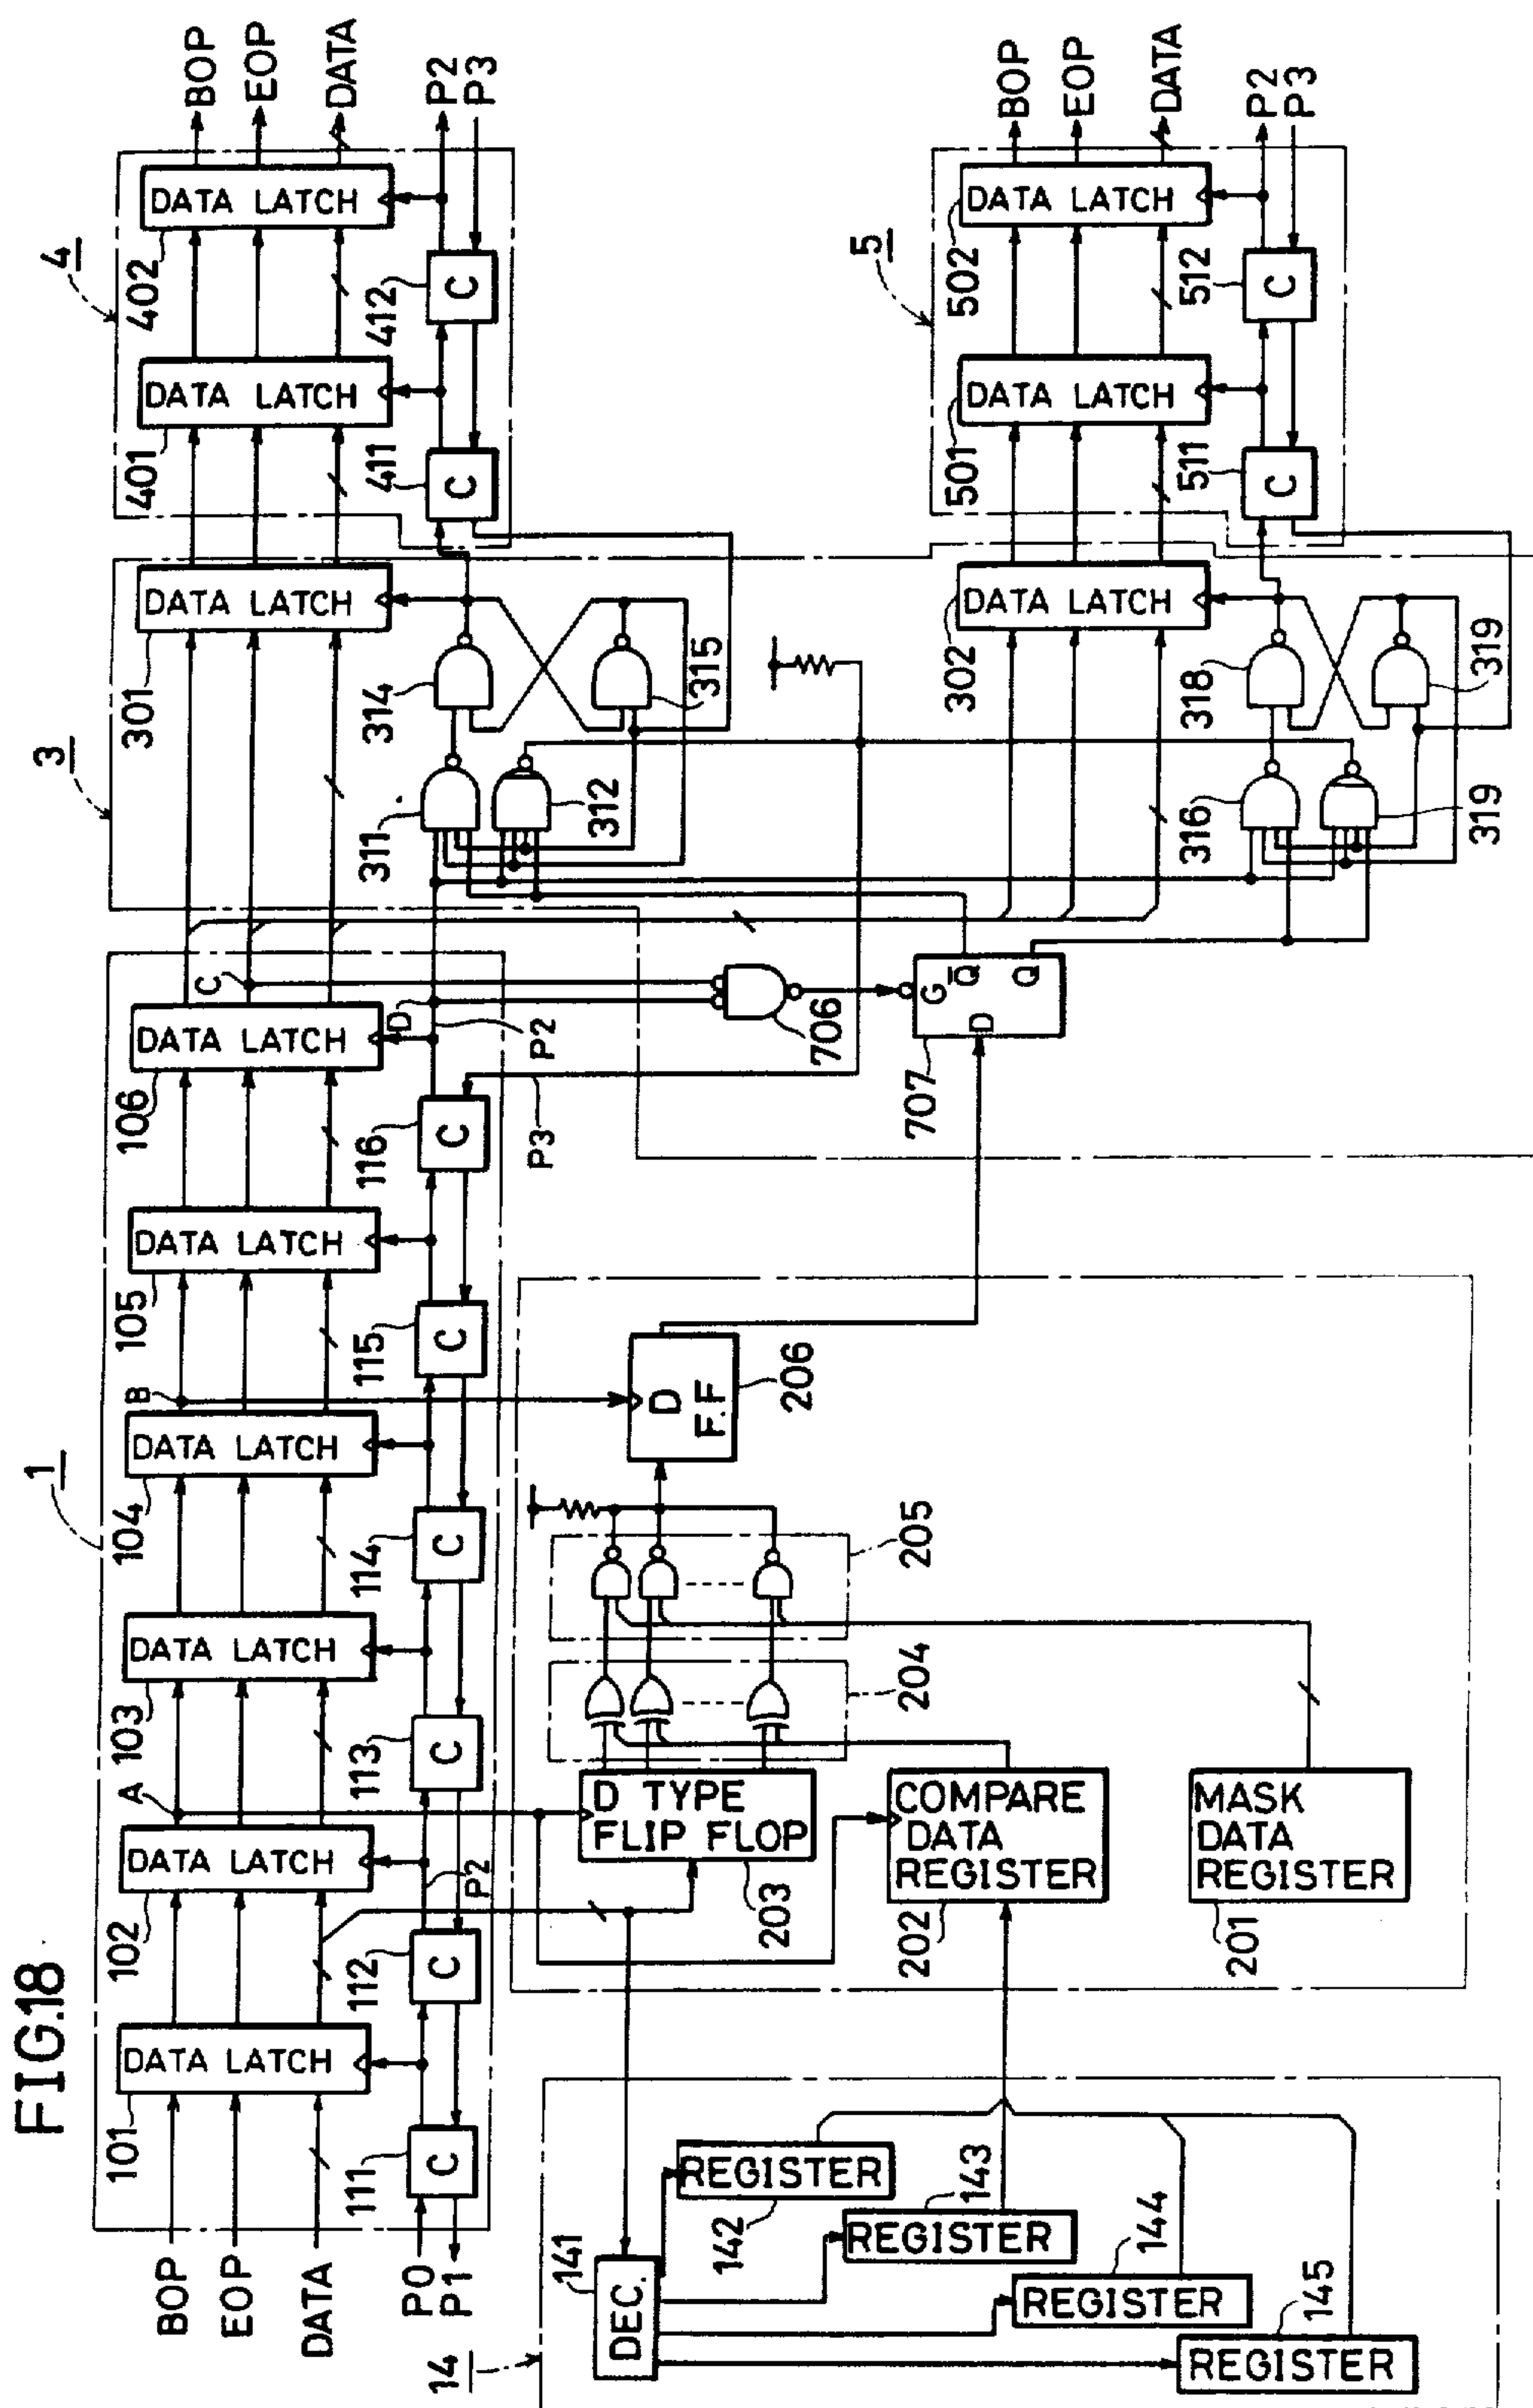 FIG.18
1
3
4
5
14
BOP
EOP
DATA
P0
P1
101
DATA LATCH
102
DATA LATCH
A
103
DATA LATCH
104
DATA LATCH
B
105
DATA LATCH
106
DATA LATCH
C
D
111
C
112
C
P2
113
C
114
C
115
C
116
C
P2
P3
301
DATA LATCH
401
DATA LATCH
402
DATA LATCH
BOP
EOP
DATA
411
C
412
C
P2
P3
311
312
314
315
302
DATA LATCH
501
DATA LATCH
502
DATA LATCH
BOP
EOP
DATA
511
C
512
C
P2
P3
316
319
318
319
706
707
G
Q
D
Q
203
D TYPE
FLIP FLOP
204
205
206
D
F.F
202
COMPARE
DATA
REGISTER
201
MASK
DATA
REGISTER
141
DEC.
142
REGISTER
143
REGISTER
144
REGISTER
145
REGISTER